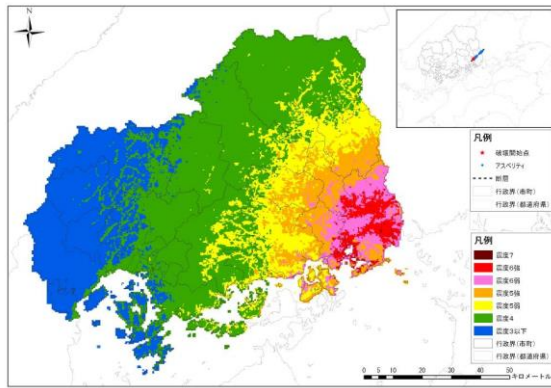 N
凡例
破壊開始点
アスペリティ
断層
行政界(市町)
行政界(都道府県)
凡例
震度7
震度6強
震度6弱
震度5強
震度5弱
震度4
震度3以下
行政界(市町)
行政界(都道府県)
0 5 10 20 30 40 50
キロメートル